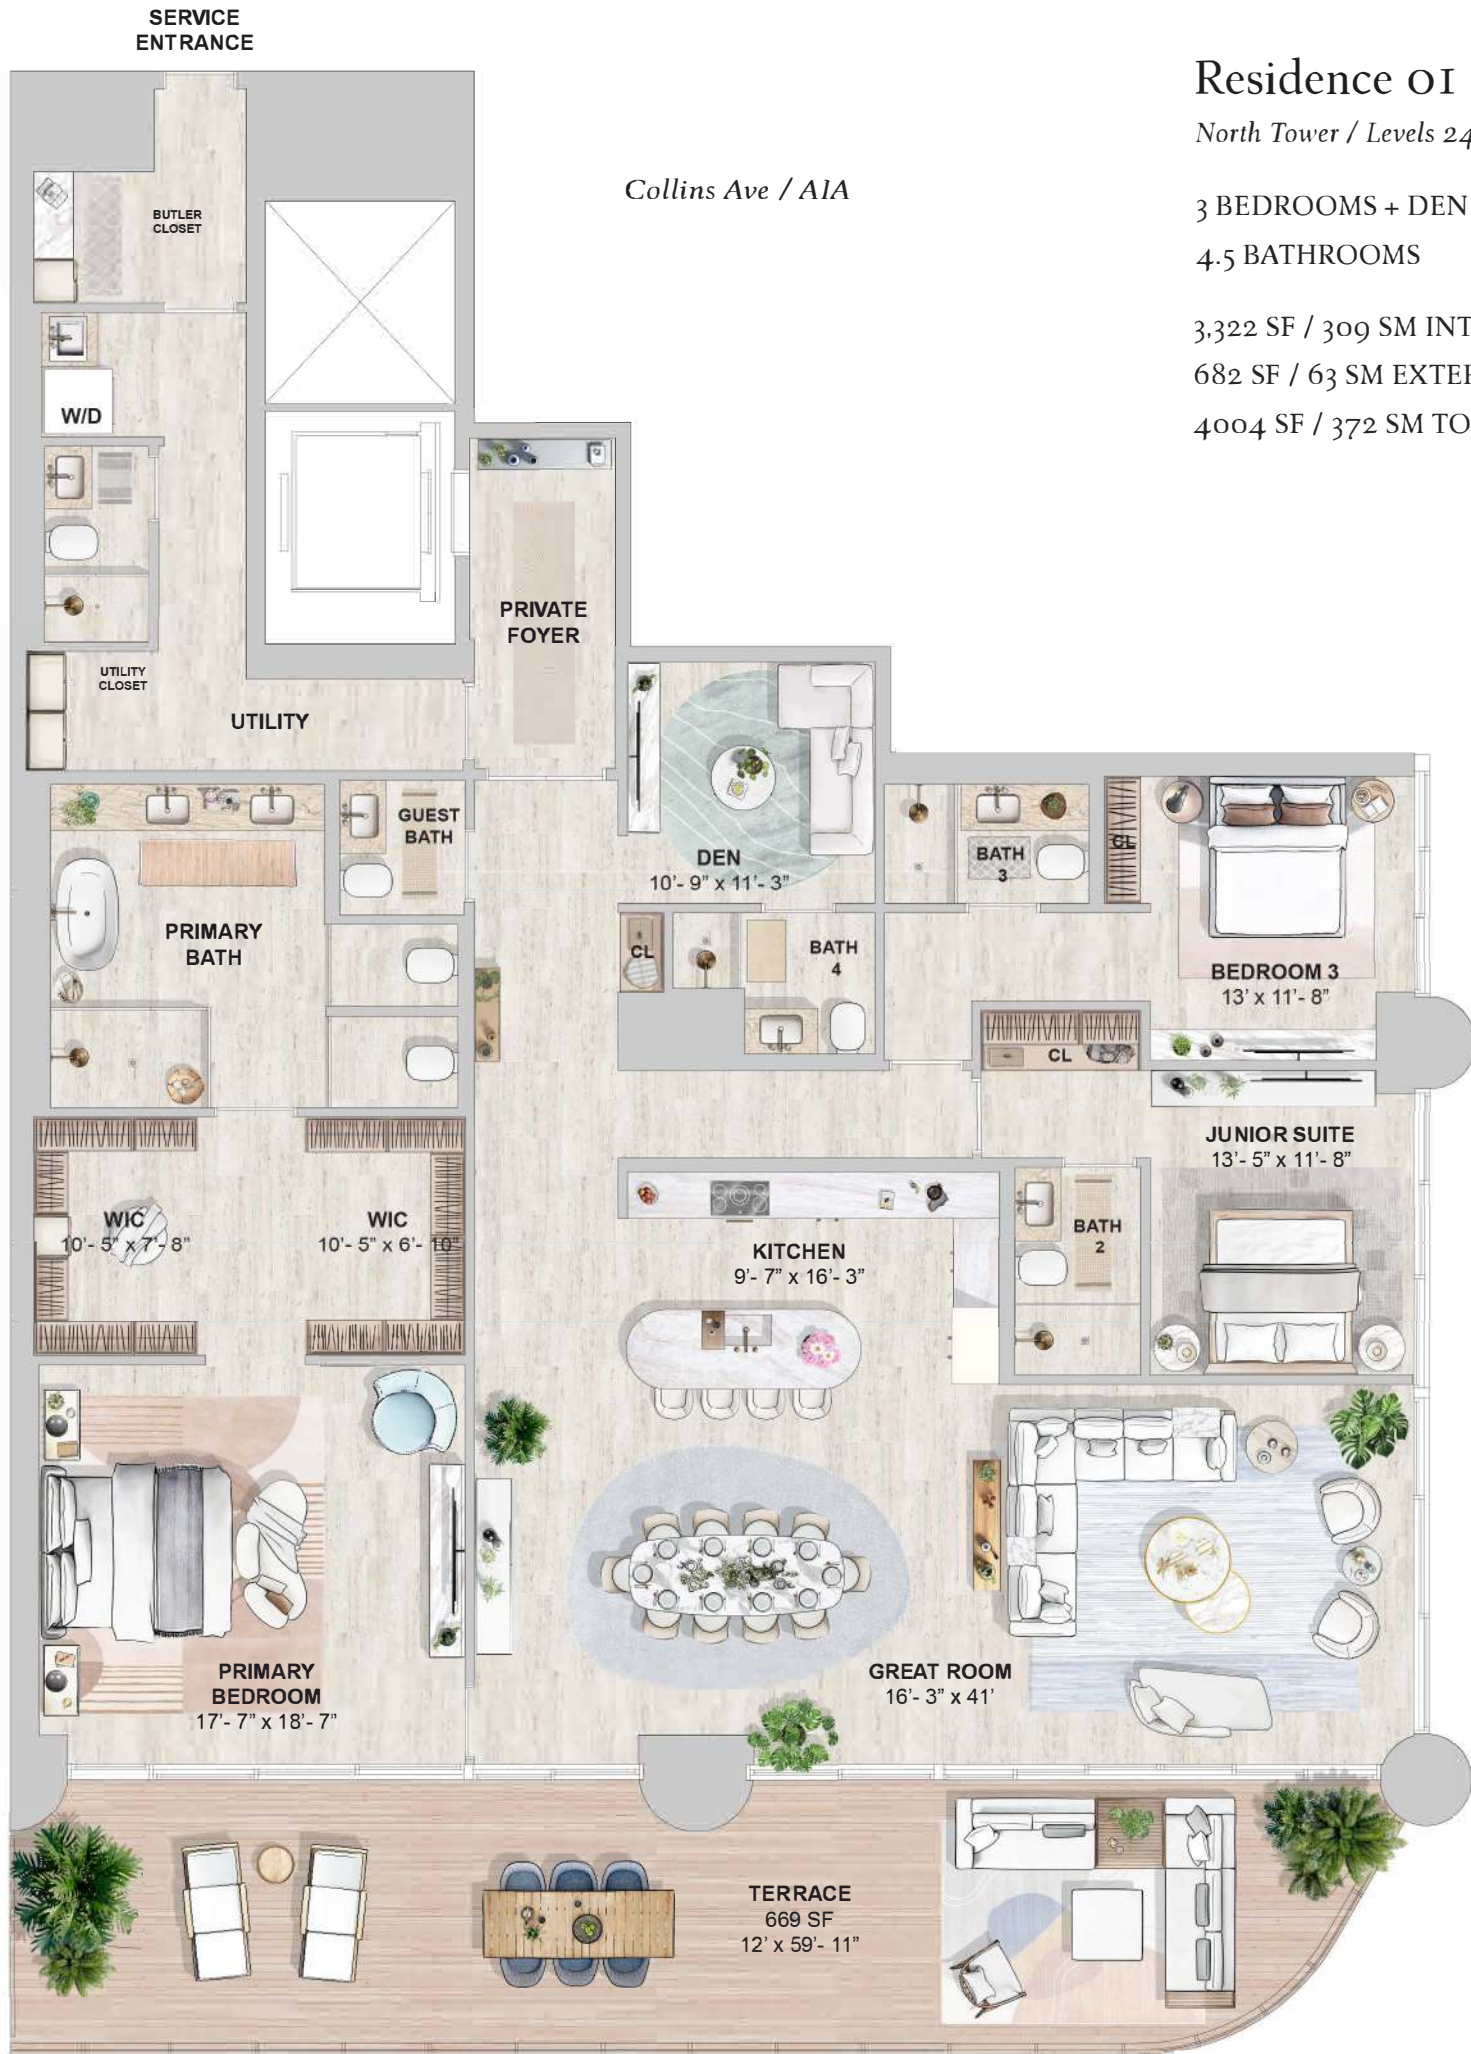 SERVICE
ENTRANCE
Residence 01
North Tower / Levels 24
Collins Ave / A1A
3 BEDROOMS + DEN
4.5 BATHROOMS
3,322 SF / 309 SM INT
682 SF / 63 SM
4004 SF / 372 SM TO
BUTLER
CLOSET
W/D
PRIVATE
FOYER
UTILITY
CLOSET
UTILITY
GUEST
BATH
DEN
10'- 9” x 11'- 3”
BATH
3
CL
PRIMARY
BATH
CL
BATH
4
BEDROOM 3
13' x 11'- 8”
CL
JUNIOR SUITE
13'- 5” x 11'- 8”
WIC
10'- 5” x 7'- 8”
WIC
10'- 5” x 6'- 10”
KITCHEN
9'- 7” x 16'- 3”
BATH
2
PRIMARY
BEDROOM
17'- 7” x 18'- 7”
GREAT ROOM
16'- 3” x 41'
TERRACE
669 SF
12' x 59'- 11”